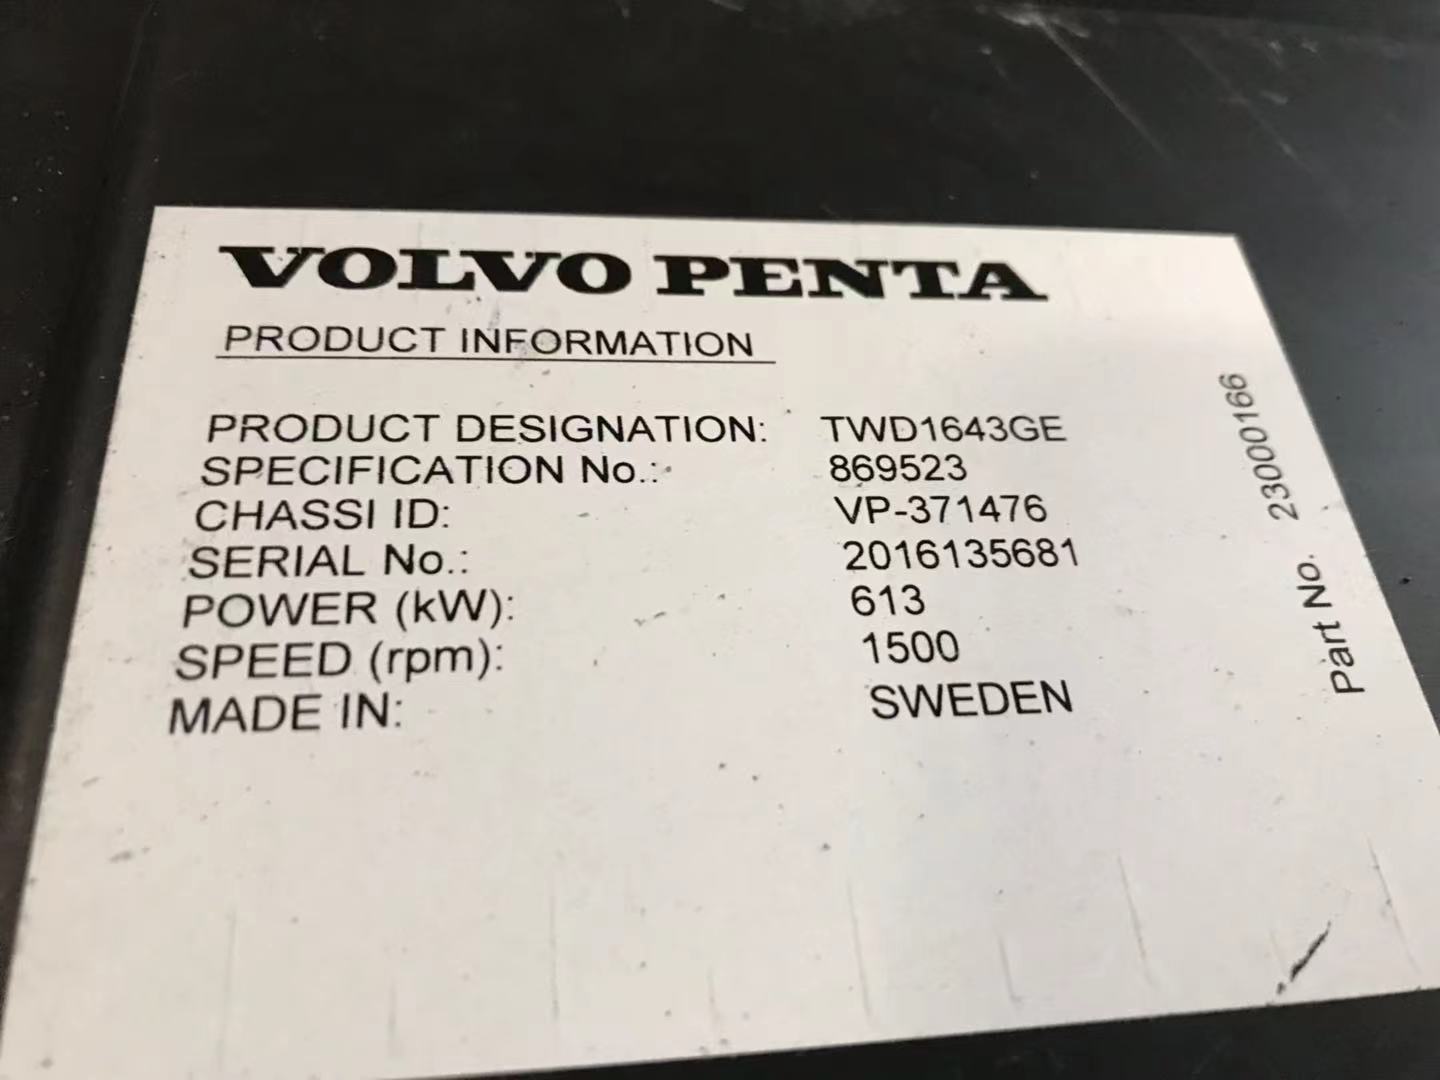 VOLVO PENTA
PRODUCT INFORMATION
PRODUCT DESIGNATION: TWD1643GE
SPECIFICATION No.: 869523
CHASSI ID: VP-371476
SERIAL No.: 2016135681
POWER (kW): 613
SPEED (rpm): 1500
MADE IN: SWEDEN
Part No. 23000166